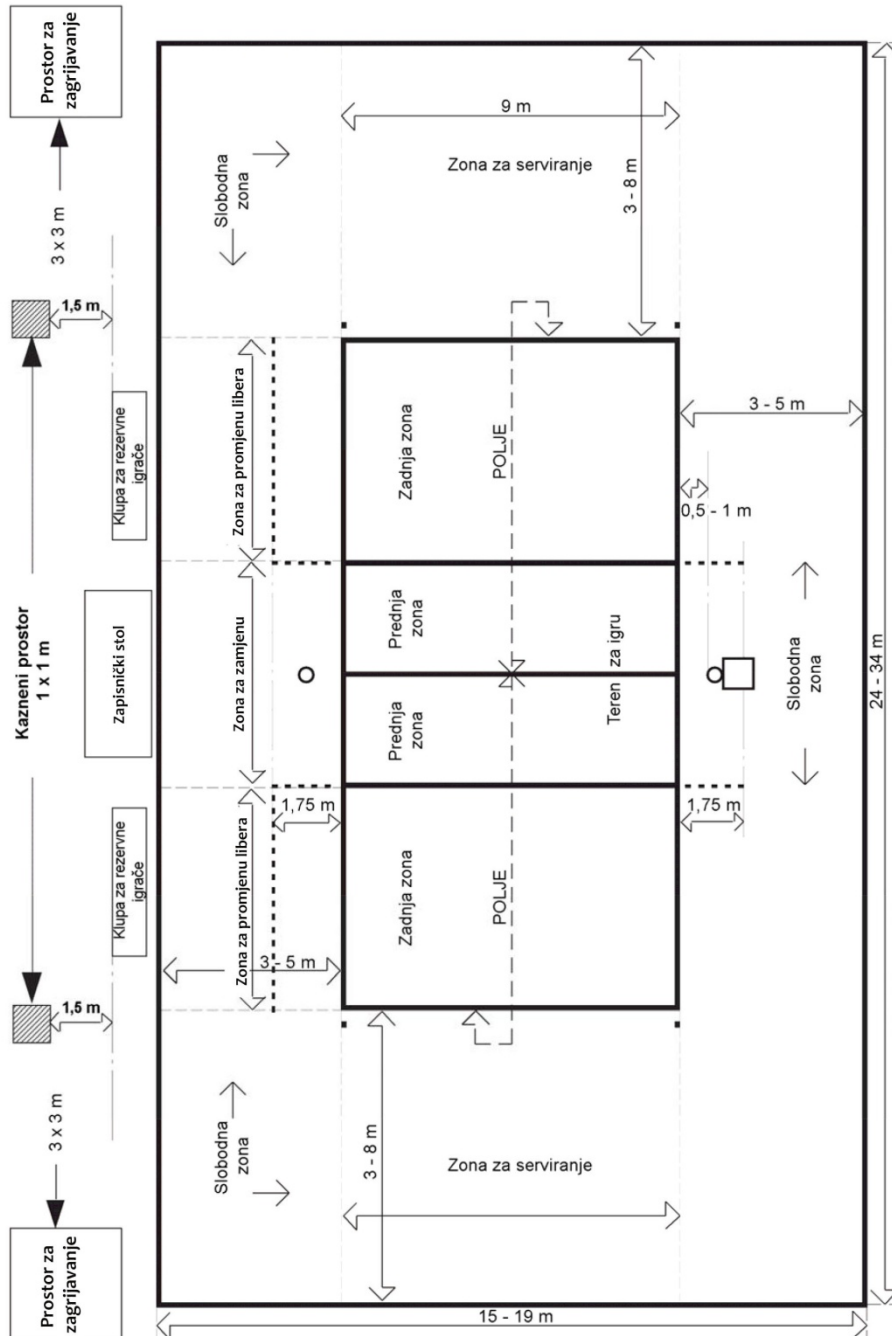 Prostor za
zagrijavanje
3 x 3 m
1,5 m
Kazneni prostor
1 x 1 m
1,5 m
3 x 3 m
Prostor za
zagrijavanje
Klupa za rezervne
igrače
Zapisnički stol
Klupa za rezervne
igrače
Slobodna
zona
9 m
Zona za serviranje
3 - 8 m
Zona za promjenu libera
Zona za zamjenu
Zona za promjenu libera
Zadnja zona
POLJE
3 - 5 m
0,5 - 1 m
Prednja
zona
Prednja
zona
Teren za igru
Slobodna
zona
24 - 34 m
1,75 m
1,75 m
Zadnja zona
POLJE
3 - 5 m
Slobodna
zona
3 - 8 m
Zona za serviranje
15 - 19 m